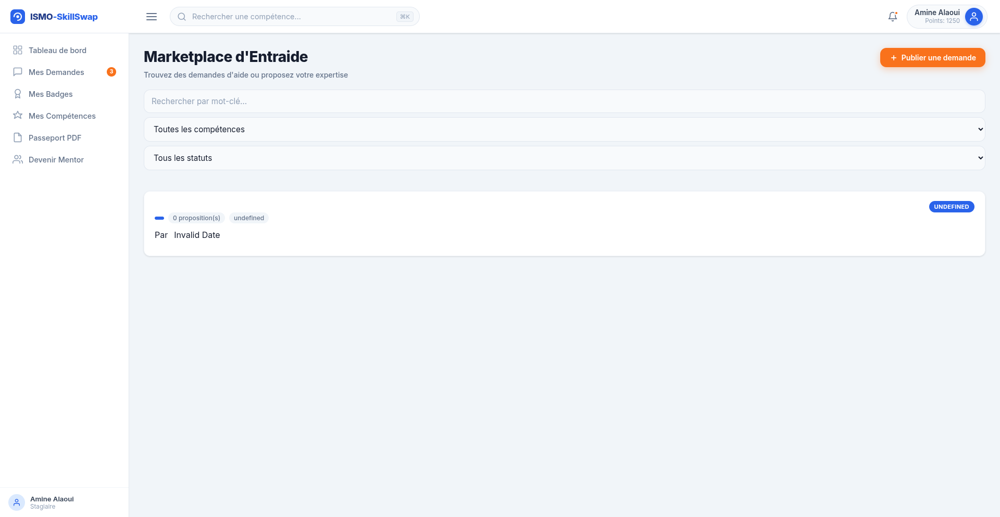 ISMO-SkillSwap
Rechercher une compétence...
⌘K
Amine Alaoui
Points: 1250
Tableau de bord
Mes Demandes
3
Mes Badges
Mes Compétences
Passeport PDF
Devenir Mentor
Marketplace d'Entraide
Trouvez des demandes d'aide ou proposez votre expertise
+ Publier une demande
Rechercher par mot-clé...
Toutes les compétences
Tous les statuts
UNDEFINED
0 proposition(s) undefined
Par Invalid Date
Amine Alaoui
Stagiaire